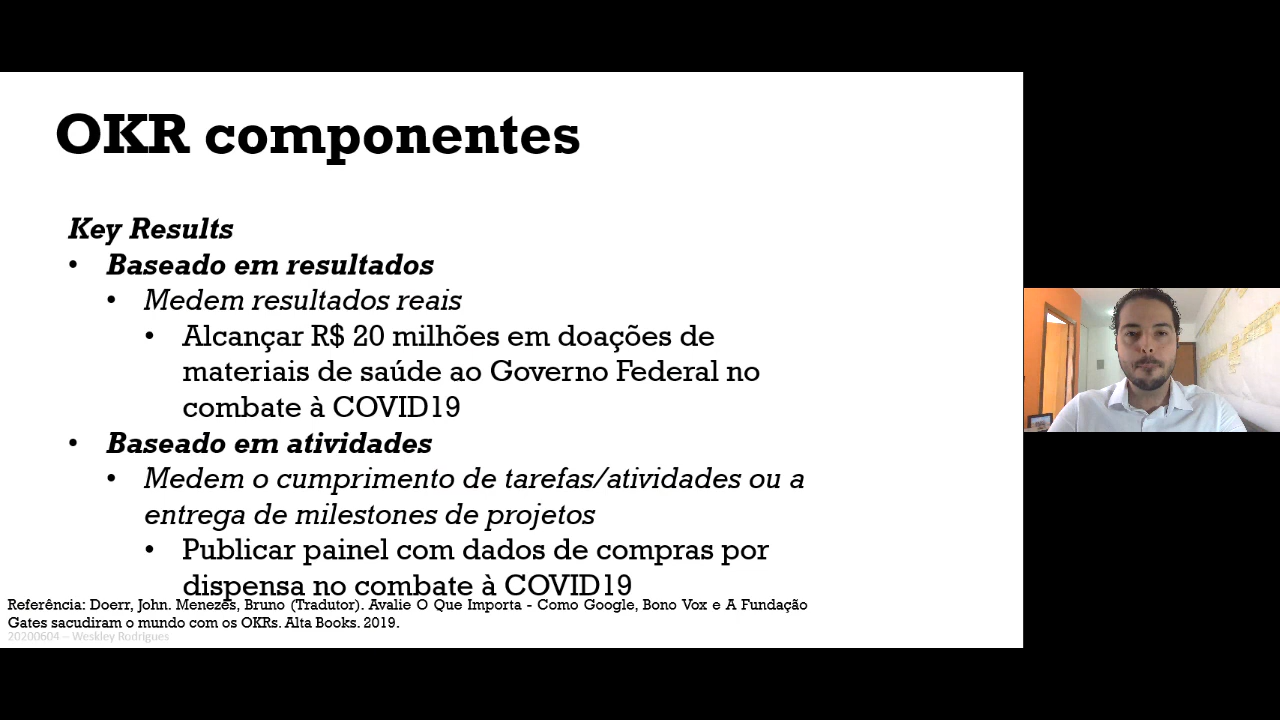 OKR componentes
Key Results
• Baseado em resultados
• Medem resultados reais
• Alcançar R$ 20 milhões em doações de
materiais de saúde ao Governo Federal no
combate à COVID19
• Baseado em atividades
• Medem o cumprimento de tarefas/atividades ou a
entrega de milestones de projetos
• Publicar painel com dados de compras por
dispensa no combate à COVID19
Referência: Doerr, John. Menezes, Bruno (Tradutor). Avalie O Que Importa - Como Google, Bono Vox e A Fundação
Gates sacudiram o mundo com os OKRs. Alta Books. 2019.
20200604 – Weskley Rodrigues